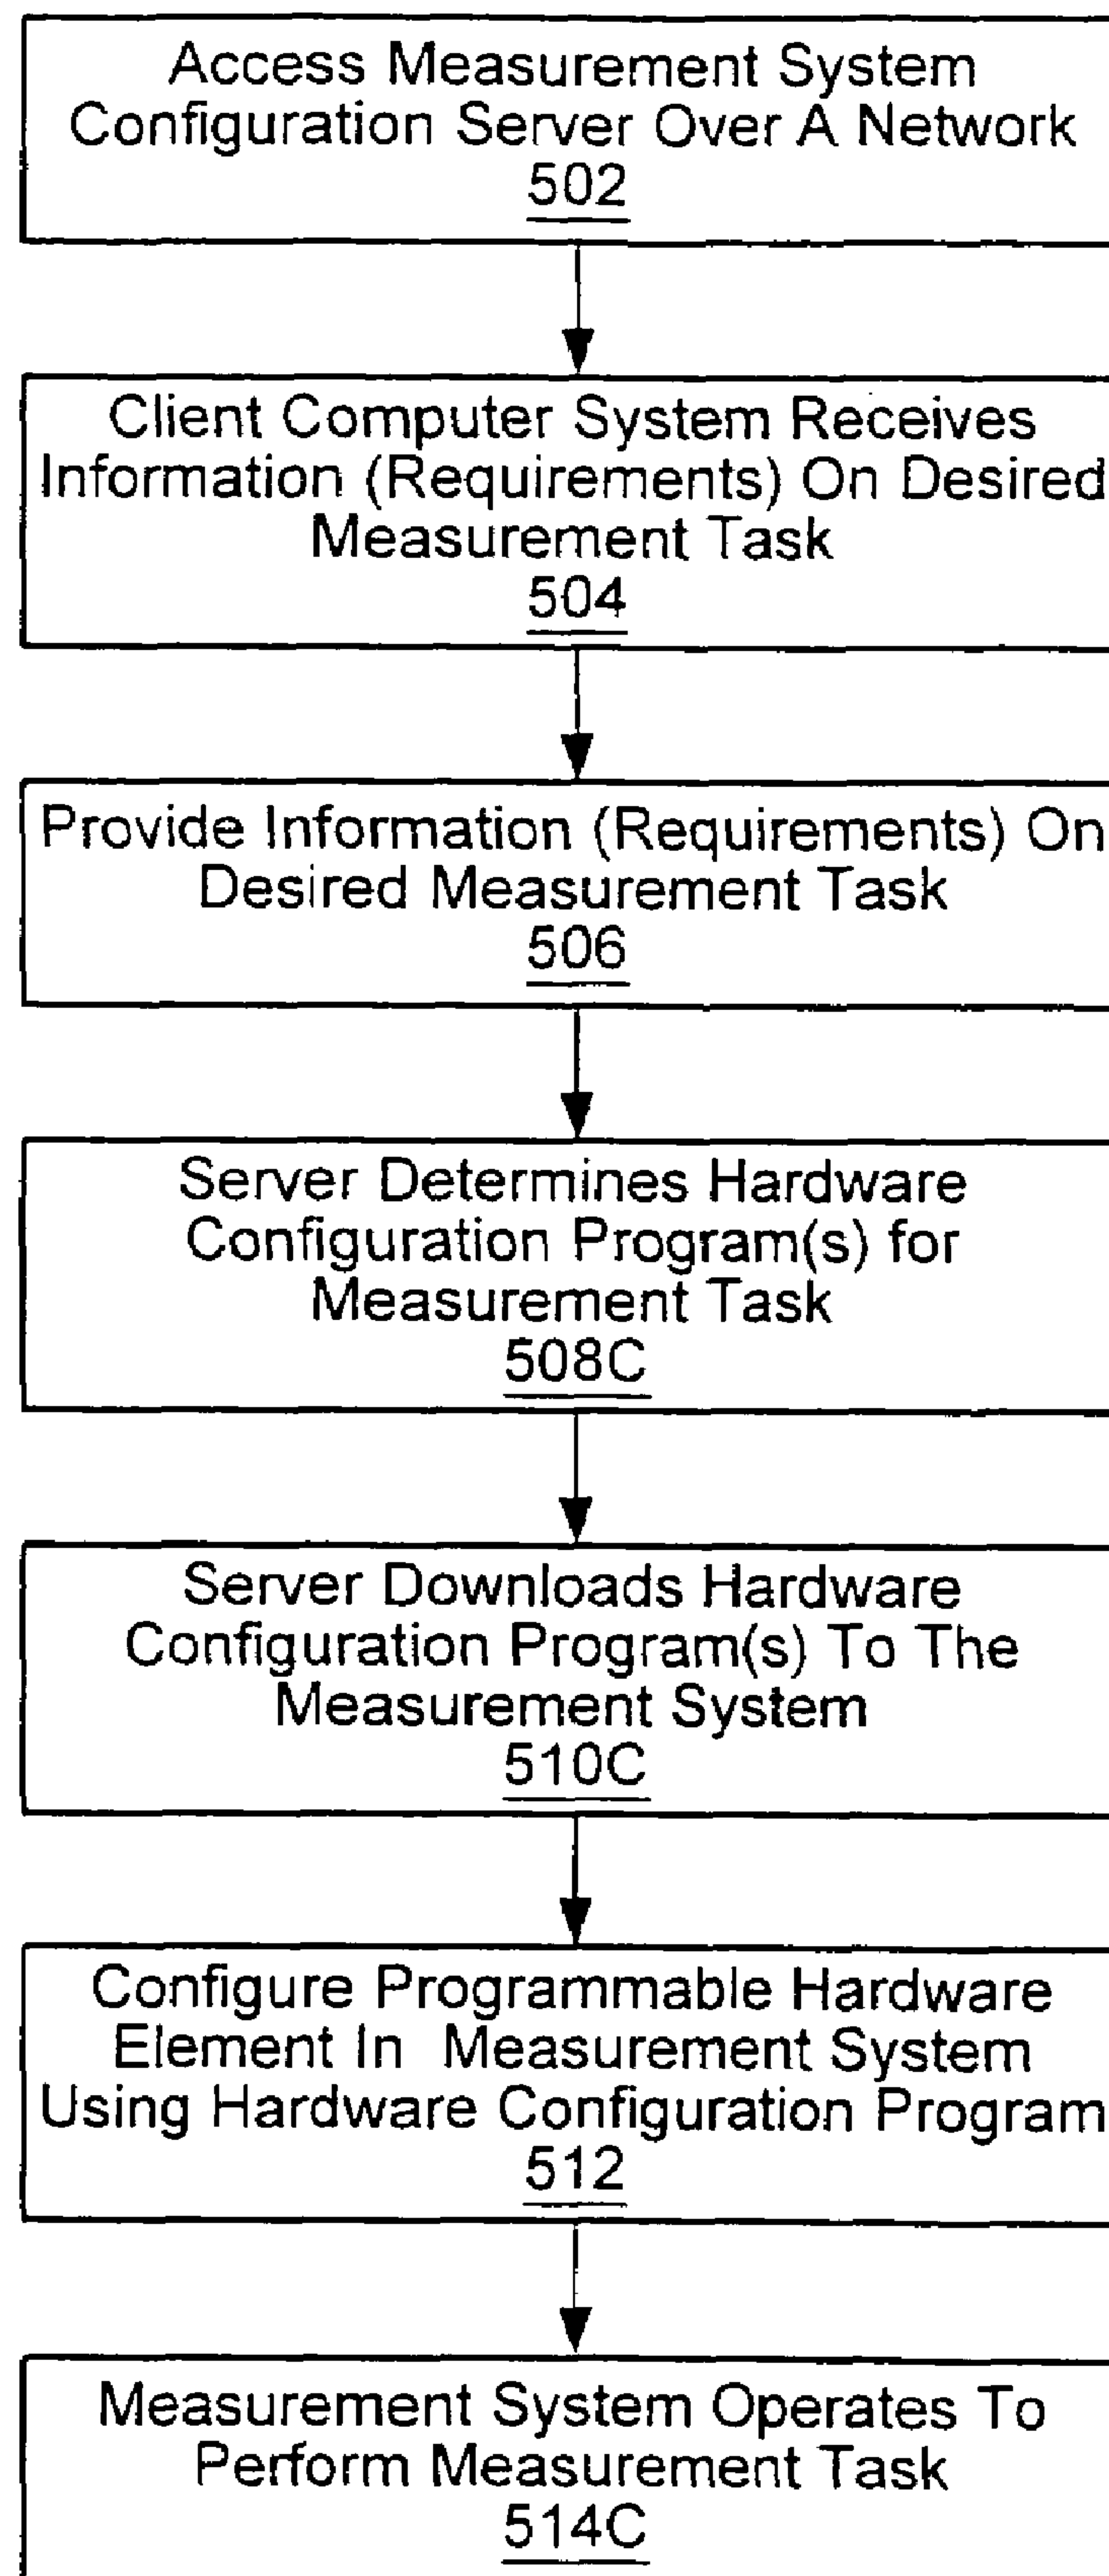 Access Measurement System
Configuration Server Over A Network
502
Client Computer System Receives
Information (Requirements) On Desired
Measurement Task
504
Provide Information (Requirements) On
Desired Measurement Task
506
Server Determines Hardware
Configuration Program(s) for
Measurement Task
508C
Server Downloads Hardware
Configuration Program(s) To The
Measurement System
510C
Configure Programmable Hardware
Element In Measurement System
Using Hardware Configuration Program
512
Measurement System Operates To
Perform Measurement Task
514C